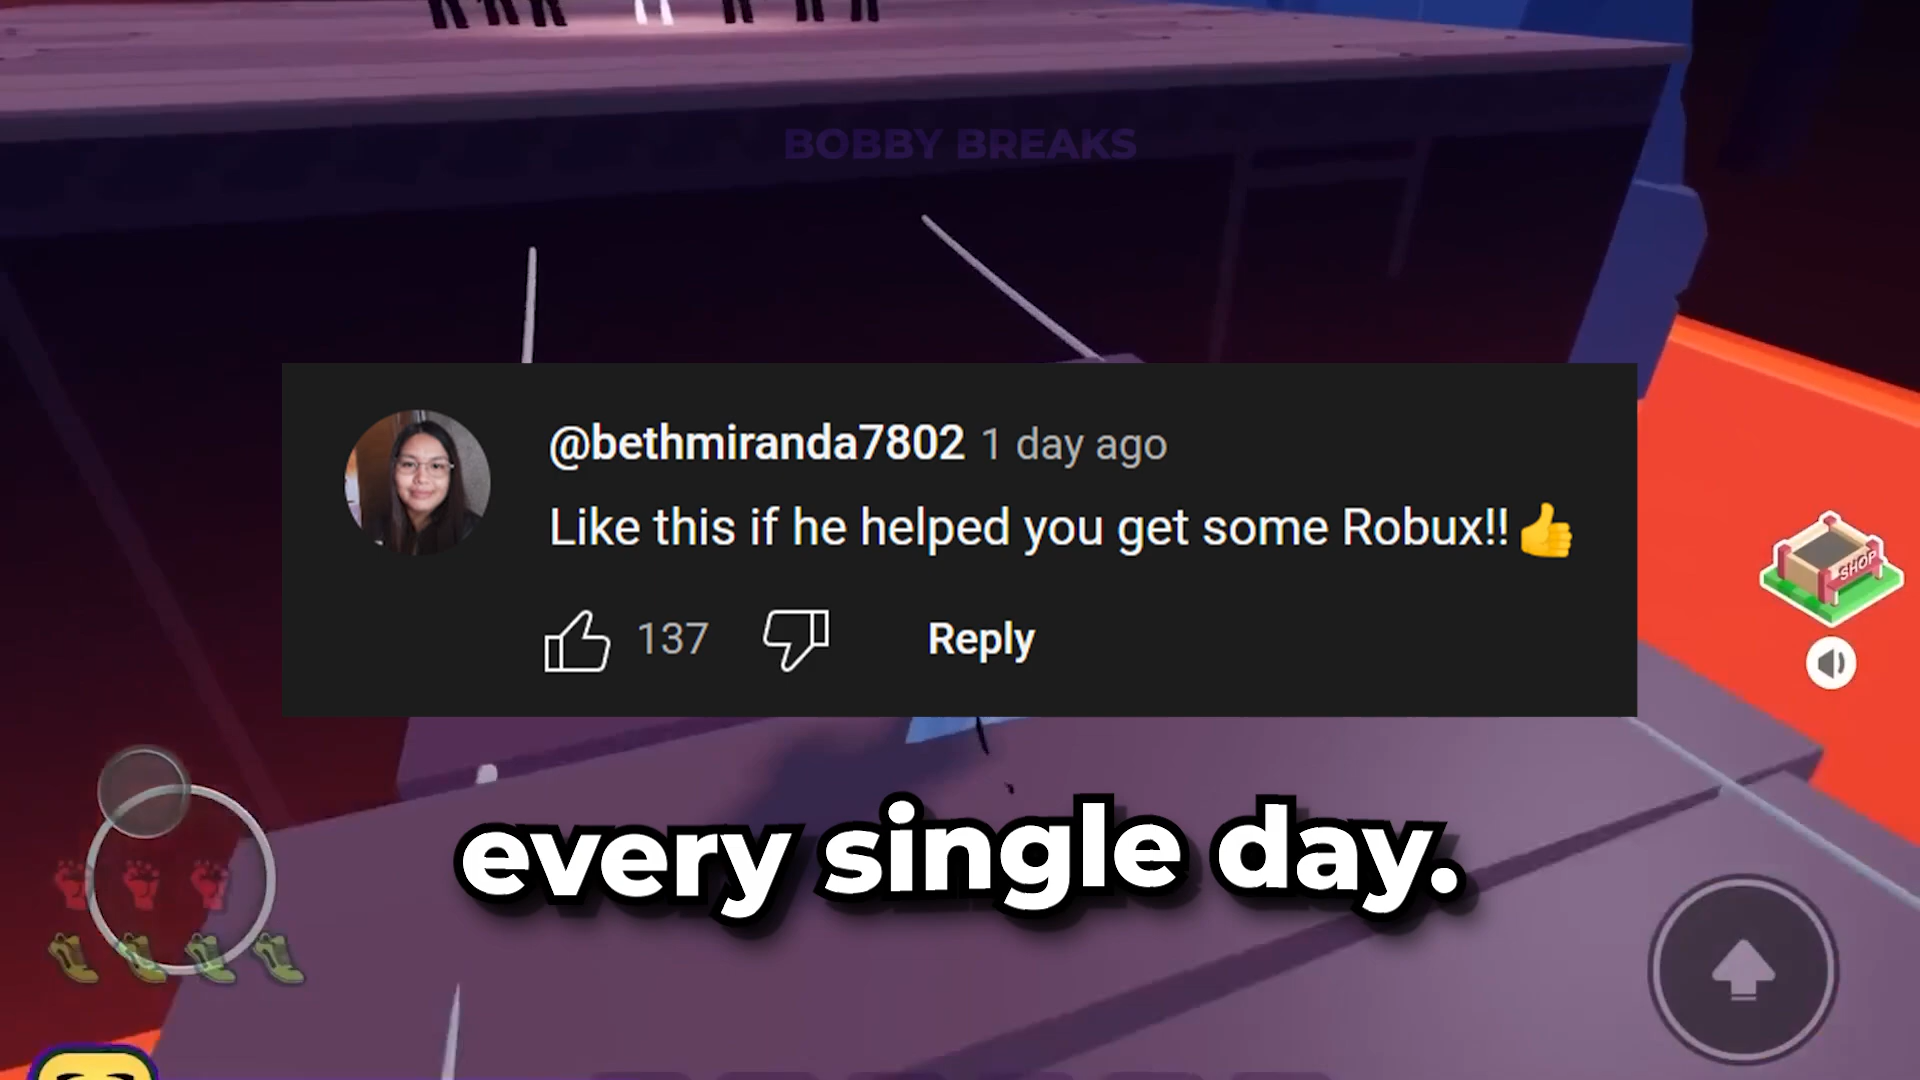 BOBBY BREAKS
@bethmiranda7802 1 day ago
Like this if he helped you get some Robux!! 👍
137 Reply
SHOP
every single day.